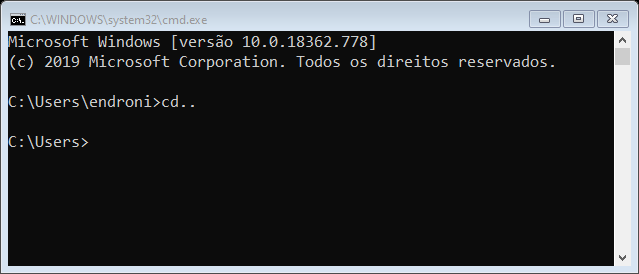 C:\WINDOWS\system32\cmd.exe
Microsoft Windows [versão 10.0.18362.778]
(c) 2019 Microsoft Corporation. Todos os direitos reservados.
C:\Users\endroni>cd..
C:\Users>